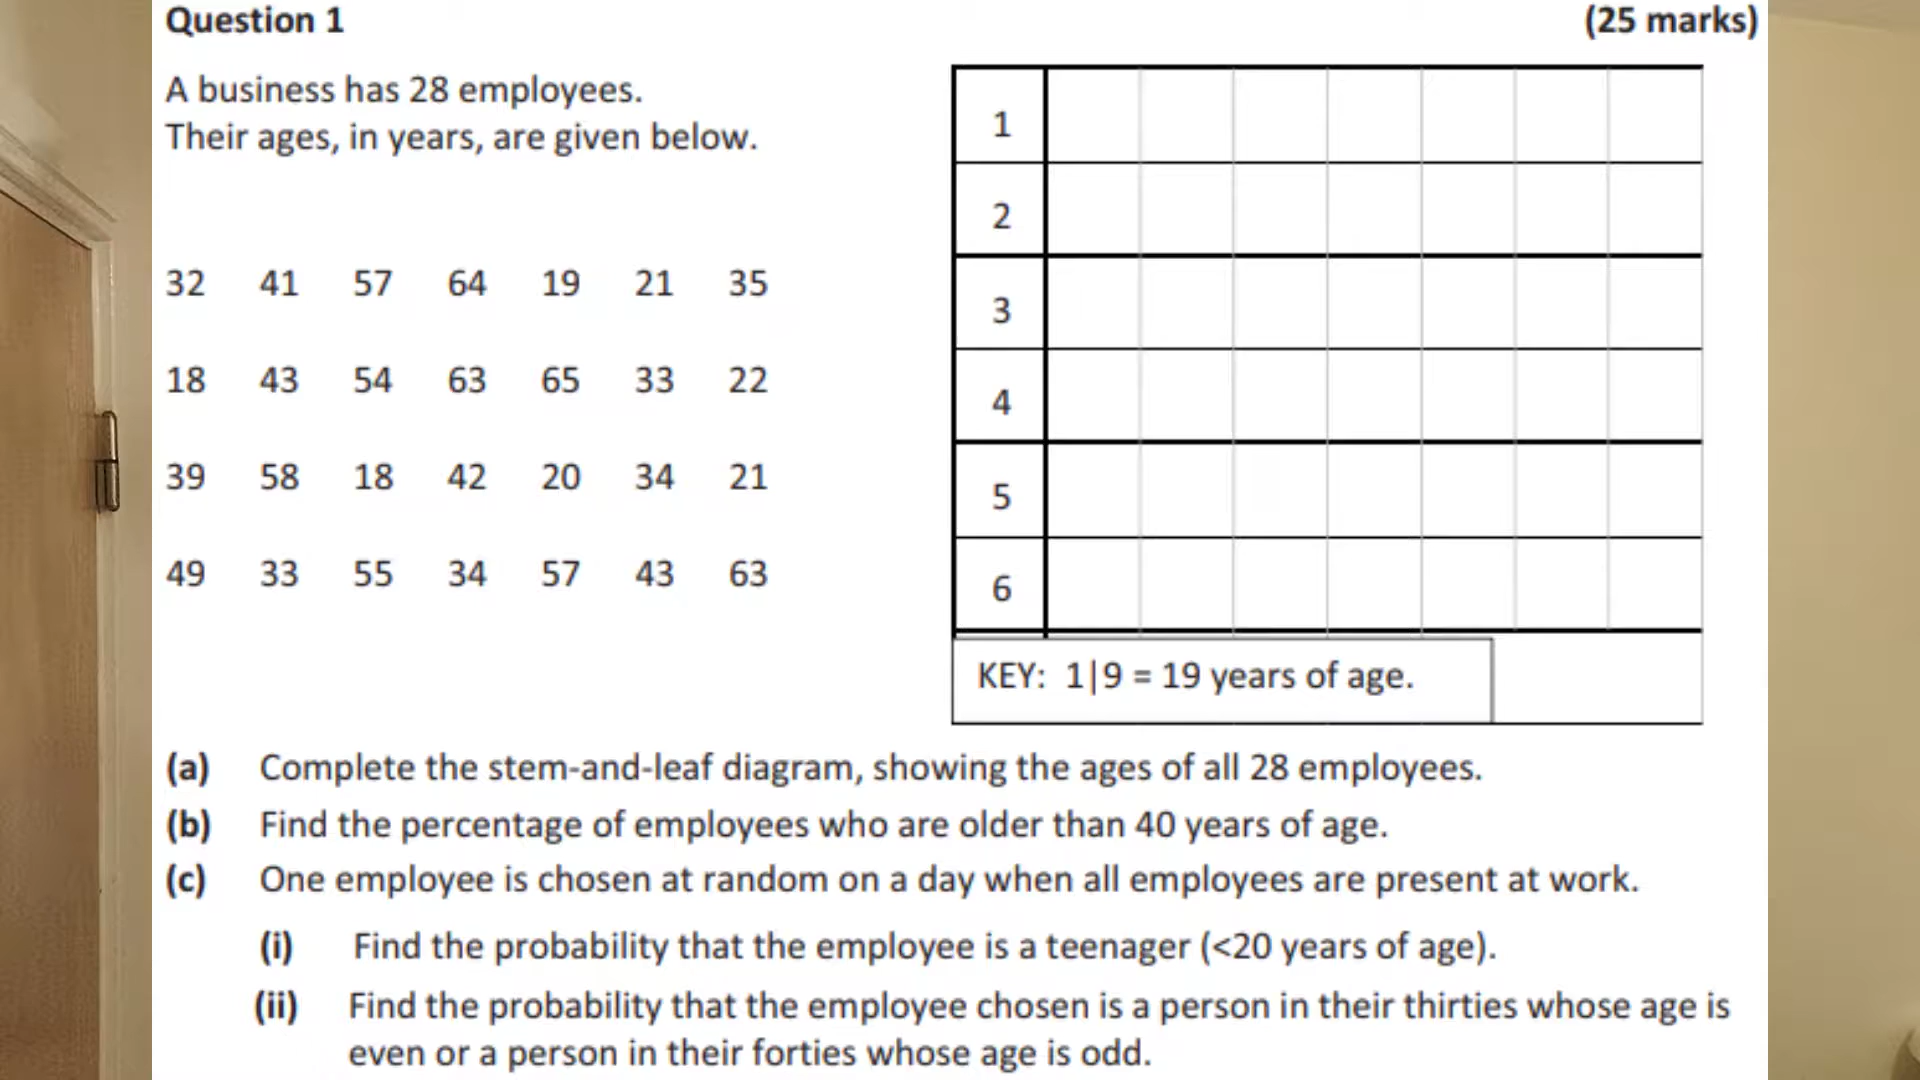 Question 1 (25 marks)
A business has 28 employees.
Their ages, in years, are given below.
32 41 57 64 19 21 35
18 43 54 63 65 33 22
39 58 18 42 20 34 21
49 33 55 34 57 43 63
1
2
3
4
5
6
KEY: 1|9 = 19 years of age.
(a) Complete the stem-and-leaf diagram, showing the ages of all 28 employees.
(b) Find the percentage of employees who are older than 40 years of age.
(c) One employee is chosen at random on a day when all employees are present at work.
(i) Find the probability that the employee is a teenager (<20 years of age).
(ii) Find the probability that the employee chosen is a person in their thirties whose age is
even or a person in their forties whose age is odd.